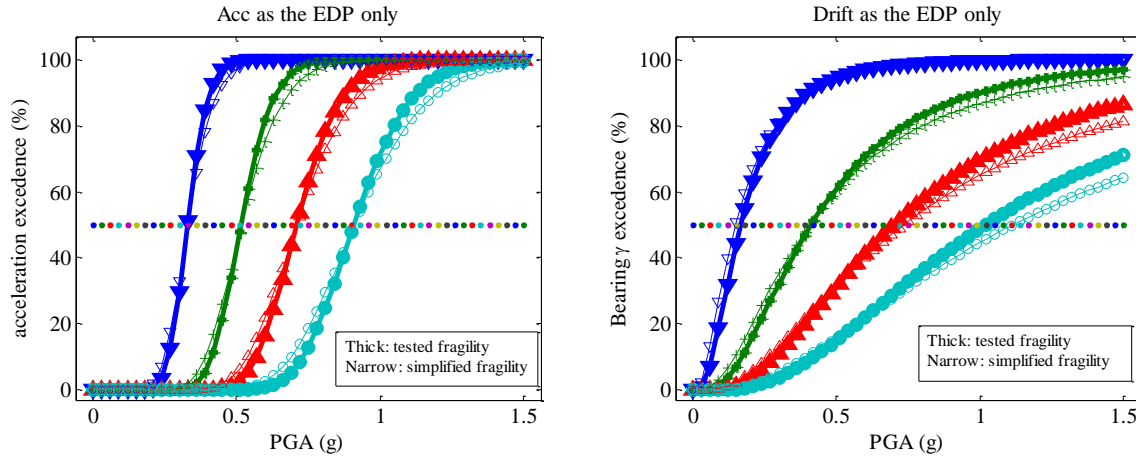 Acc as the EDP only
acceleration excedence (%)
100
80
60
40
20
0
Thick: tested fragility
Narrow: simplified fragility
0
0.5
1
1.5
PGA (g)
Drift as the EDP only
Bearing γ excedence (%)
100
80
60
40
20
0
Thick: tested fragility
Narrow: simplified fragility
0
0.5
1
1.5
PGA (g)